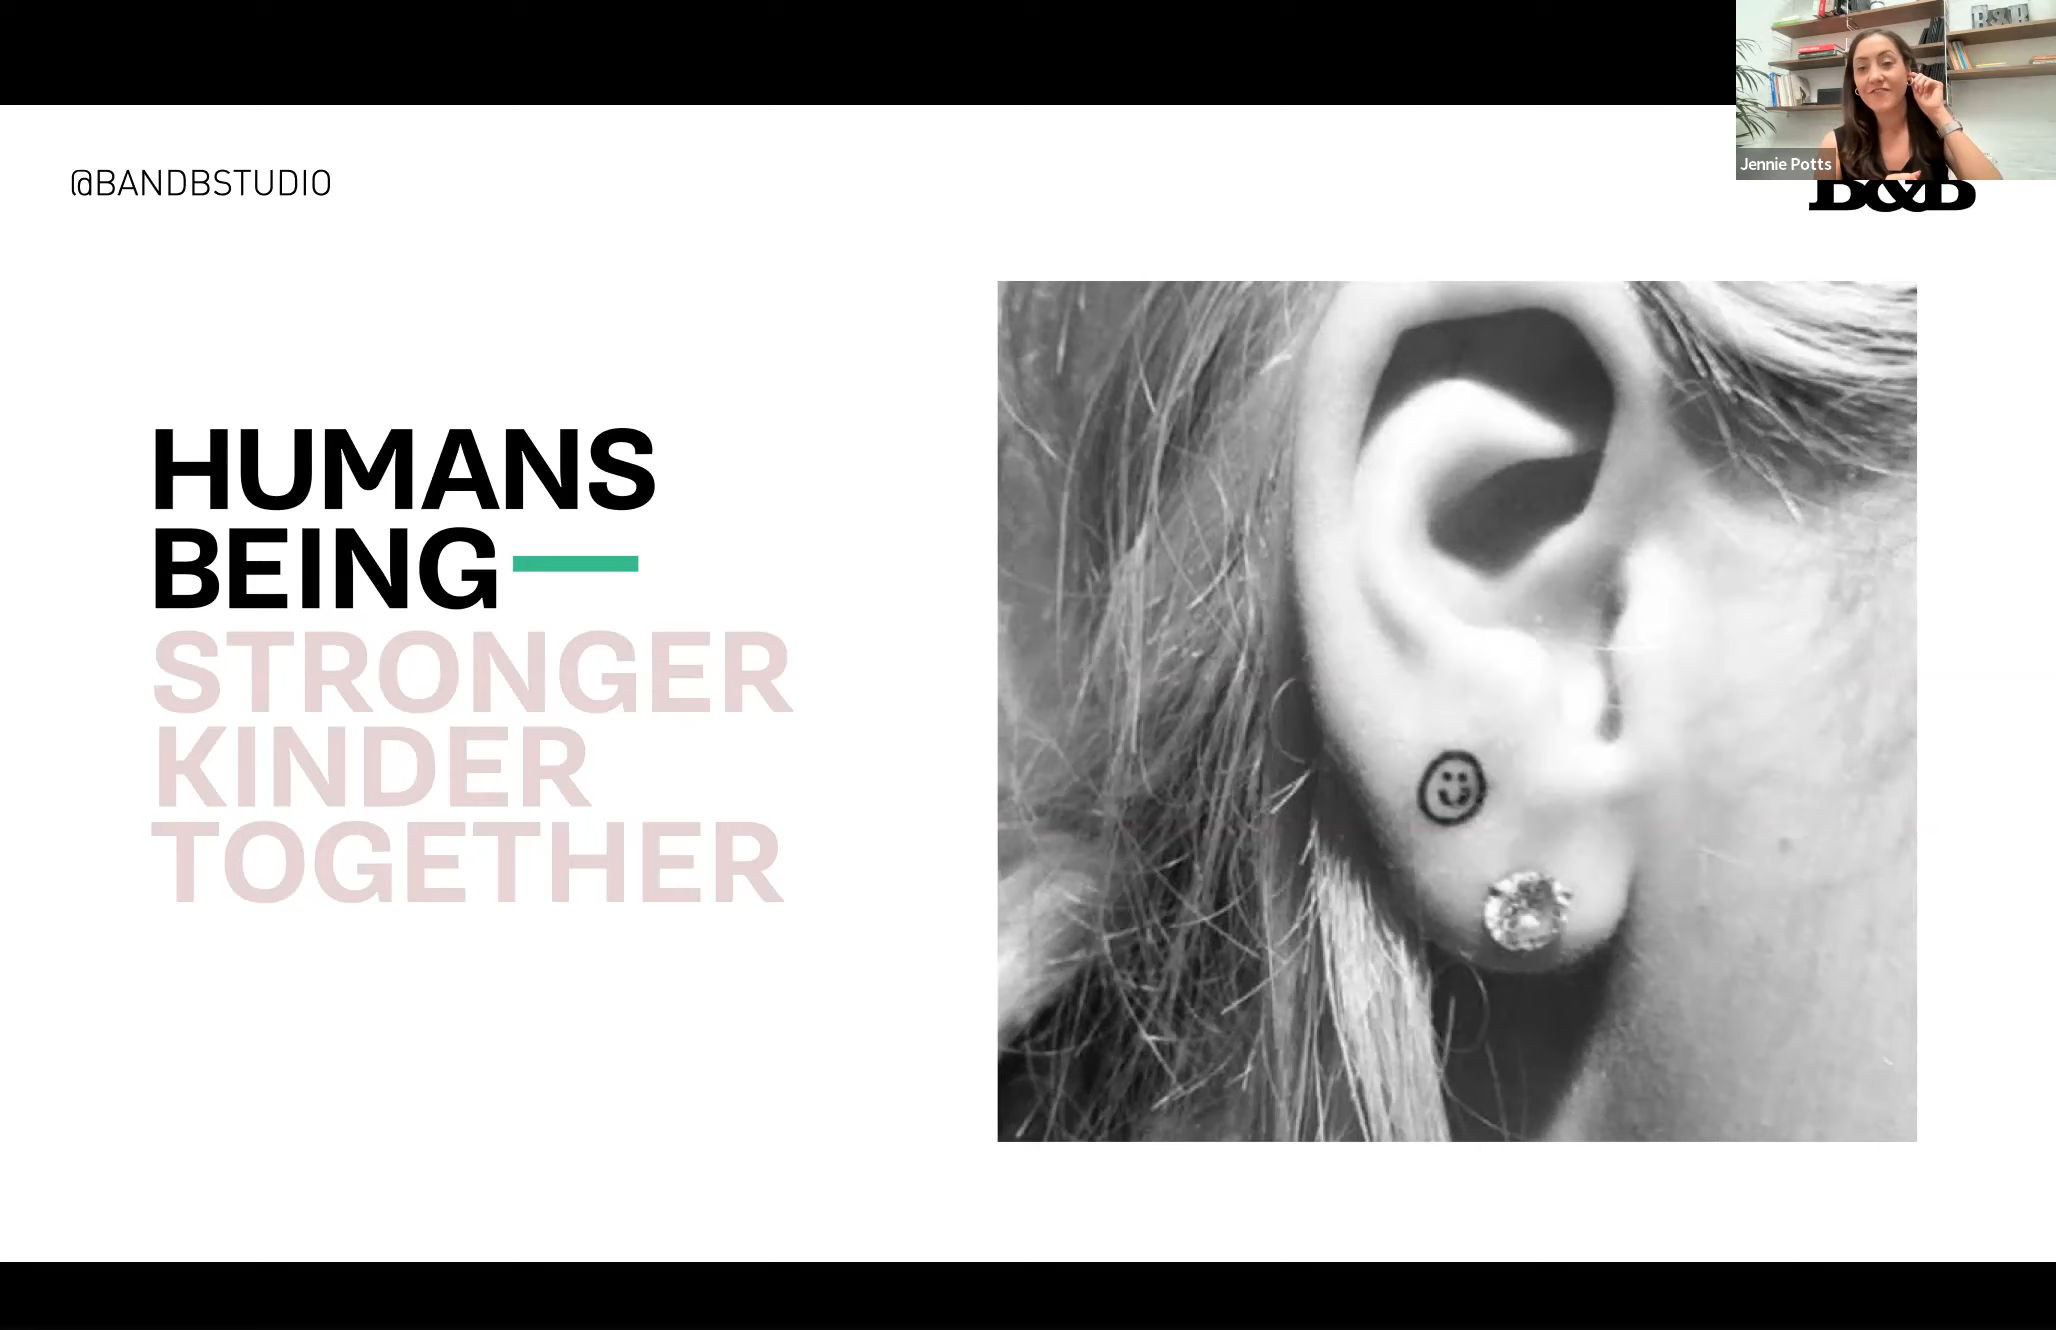 @BANDBSTUDIO
Jennie Potts
B&B
HUMANS
BEING—
STRONGER
KINDER
TOGETHER